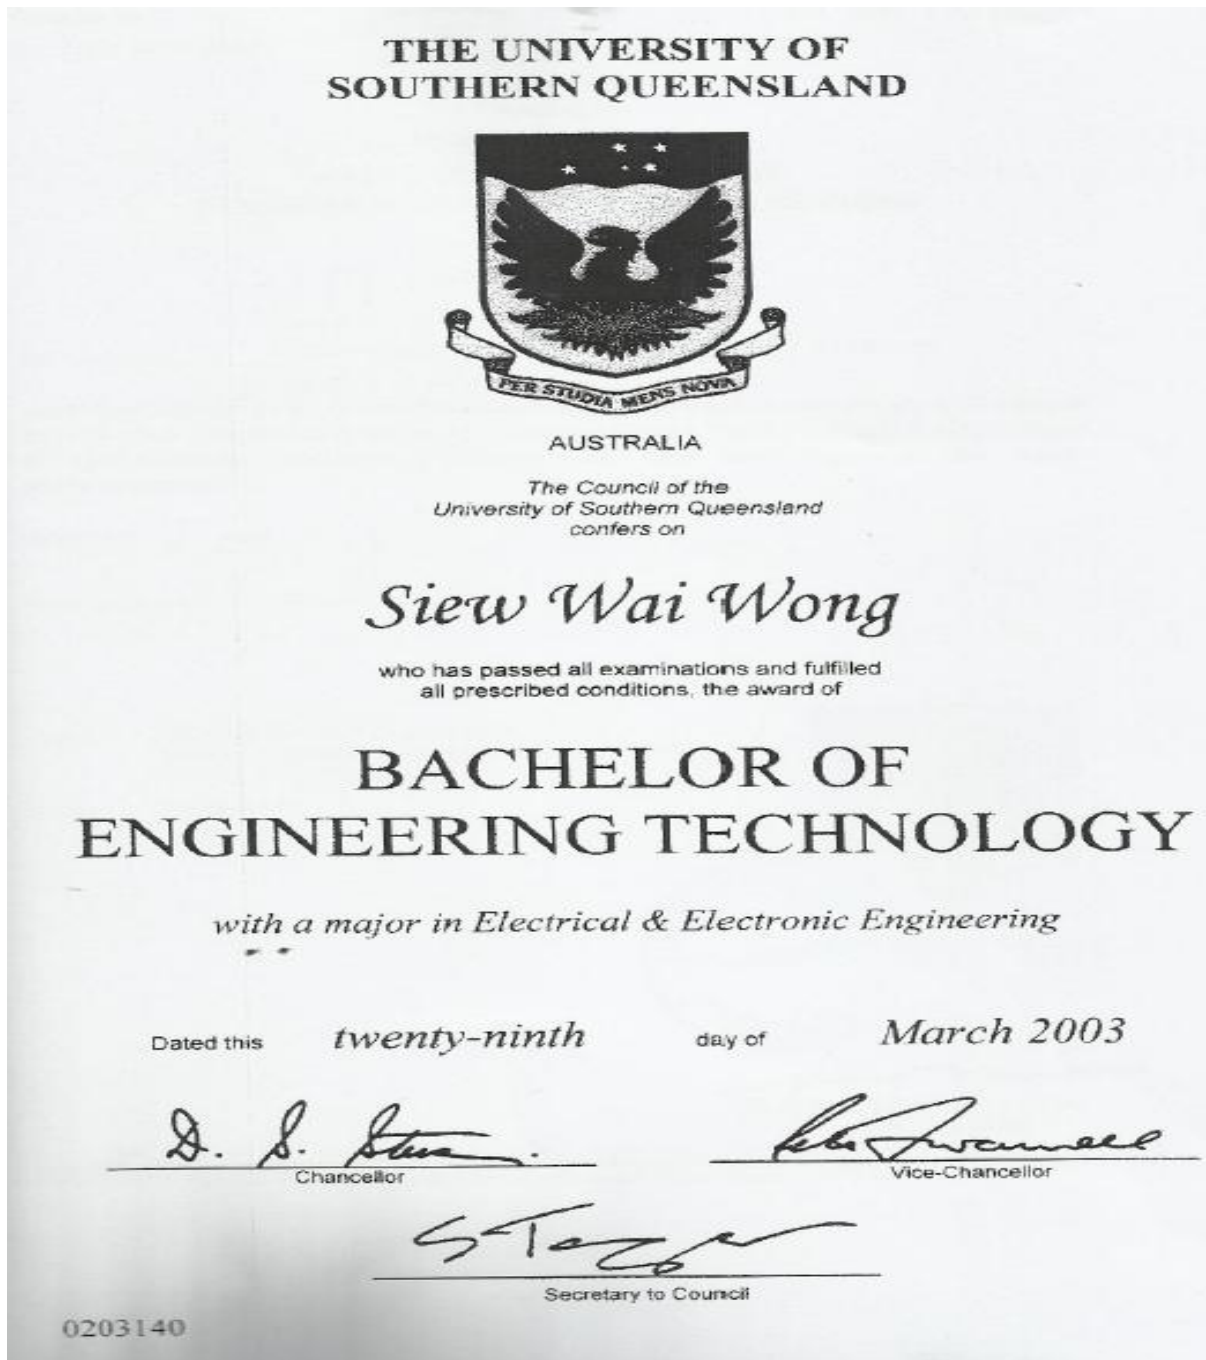 THE UNIVERSITY OF
SOUTHERN QUEENSLAND
PER STUDIA MENS NOVA
AUSTRALIA
The Council of the
University of Southern Queensland
confers on
Siew Wai Wong
who has passed all examinations and fulfilled
all prescribed conditions, the award of
BACHELOR OF
ENGINEERING TECHNOLOGY
with a major in Electrical & Electronic Engineering
Dated this twenty-ninth day of March 2003
D. S.
Chancellor
Vice-Chancellor
Secretary to Council
0203140